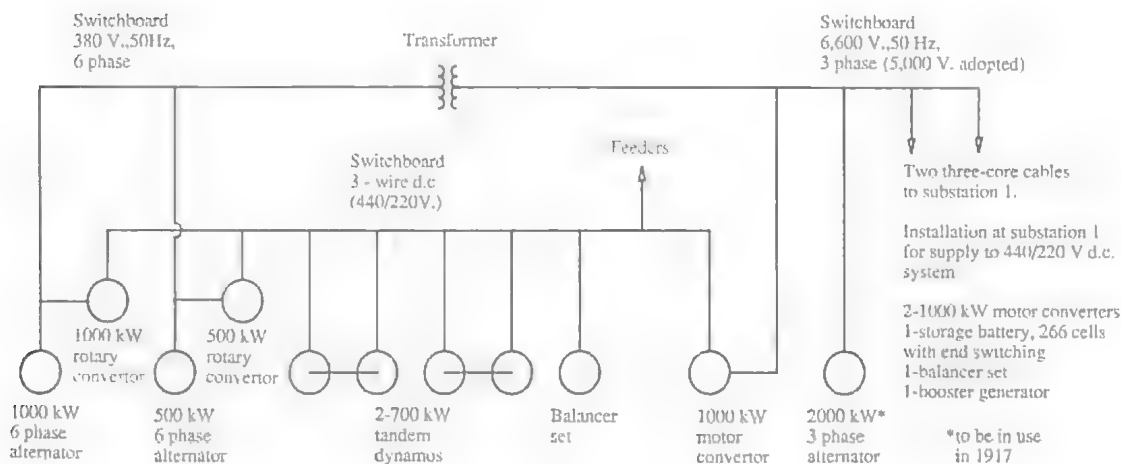 Switchboard
380 V.,50Hz,
6 phase
Transformer
Switchboard
6,600 V.,50 Hz,
3 phase (5,000 V. adopted)
Switchboard
3 - wire d.c
(440/220V.)
Feeders
Two three-core cables
to substation 1.
Installation at substation 1
for supply to 440/220 V d.c.
system
2-1000 kW motor converters
1-storage battery, 266 cells
with end switching
1-balancer set
1-booster generator
*to be in use
in 1917
1000 kW
rotary
convertor
500 kW
rotary
convertor
1000 kW
6 phase
alternator
500 kW
6 phase
alternator
2-700 kW
tandem
dynamos
Balancer
set
1000 kW
motor
convertor
2000 kW*
3 phase
alternator